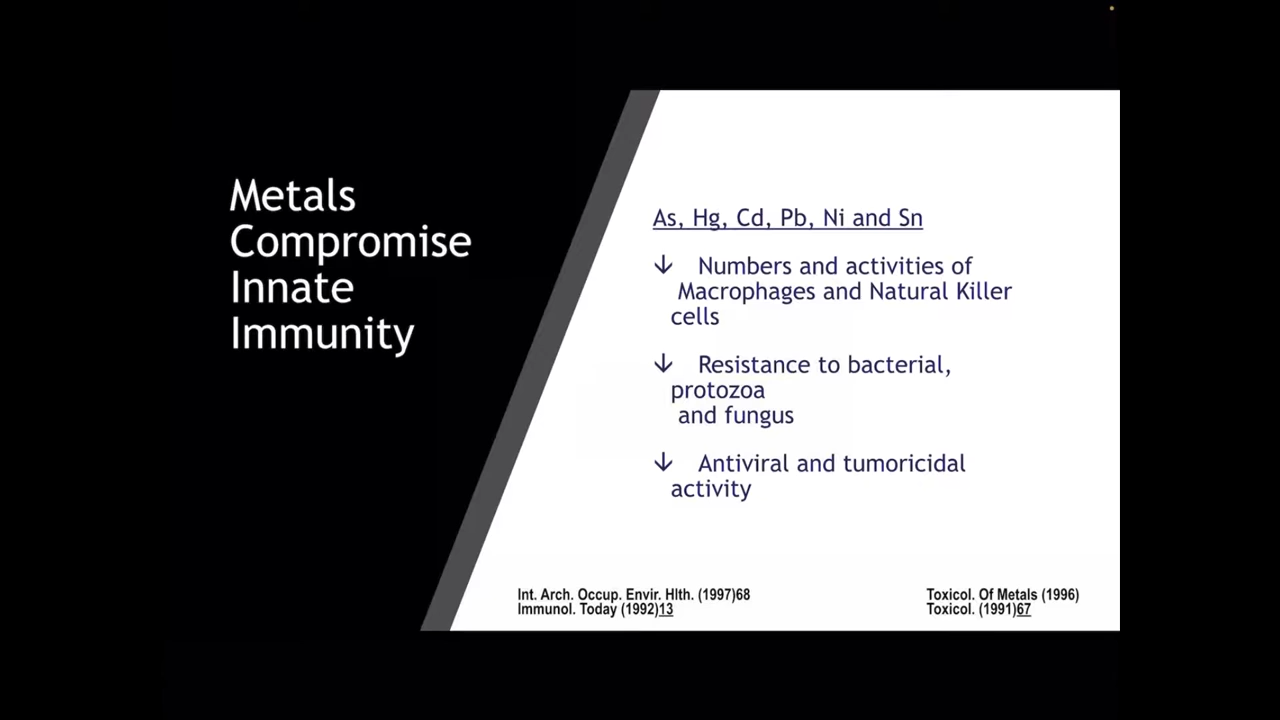 Metals
Compromise
Innate
Immunity
As, Hg, Cd, Pb, Ni and Sn
↓ Numbers and activities of
Macrophages and Natural Killer
cells
↓ Resistance to bacterial,
protozoa
and fungus
↓ Antiviral and tumoricidal
activity
Int. Arch. Occup. Envir. Hlth. (1997)68
Immunol. Today (1992)13
Toxicol. Of Metals (1996)
Toxicol. (1991)67